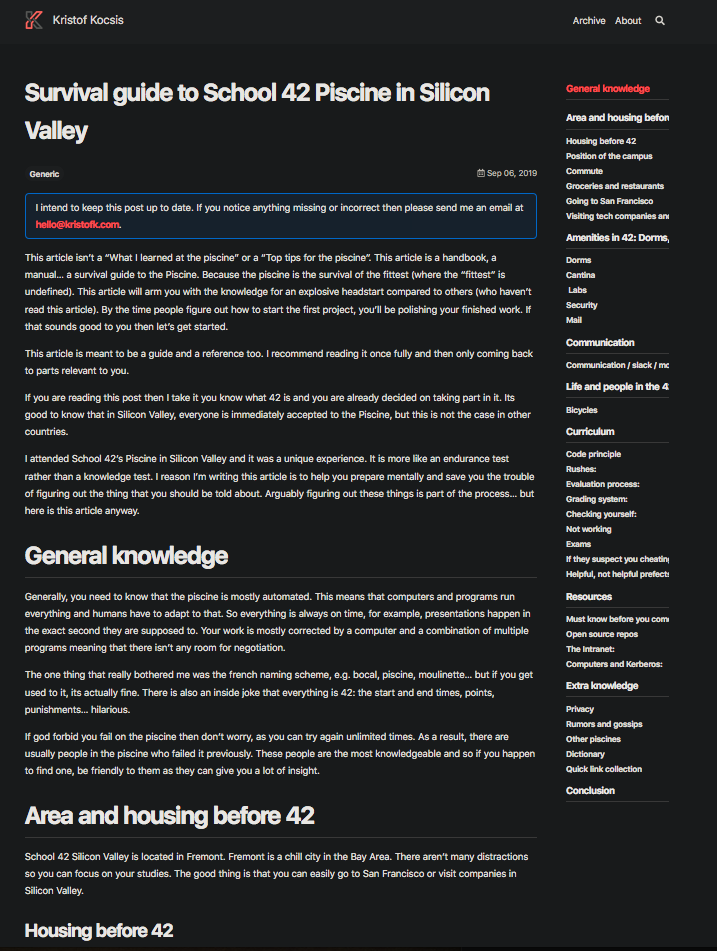 Kristof Kocsis
Archive About
Survival guide to School 42 Piscine in Silicon
Valley
Generic
Sep 06, 2019
I intend to keep this post up to date. If you notice anything missing or incorrect then please send me an email at
hello@kristofk.com.
This article isn't a “What I learned at the piscine” or a “Top tips for the piscine”. This article is a handbook, a
manual... a survival guide to the Piscine. Because the piscine is the survival of the fittest (where the “fittest” is
undefined). This article will arm you with the knowledge for an explosive headstart compared to others (who haven't
read this article). By the time people figure out how to start the first project, you'll be polishing your finished work. If
that sounds good to you then let's get started.
This article is meant to be a guide and a reference too. I recommend reading it once fully and then only coming back
to parts relevant to you.
If you are reading this post then I take it you know what 42 is and you are already decided on taking part in it. Its
good to know that in Silicon Valley, everyone is immediately accepted to the Piscine, but this is not the case in other
countries.
I attended School 42's Piscine in Silicon Valley and it was a unique experience. It is more like an endurance test
rather than a knowledge test. I reason I'm writing this article is to help you prepare mentally and save you the trouble
of figuring out the thing that you should be told about. Arguably figuring out these things is part of the process... but
here is this article anyway.
General knowledge
Generally, you need to know that the piscine is mostly automated. This means that computers and programs run
everything and humans have to adapt to that. So everything is always on time, for example, presentations happen in
the exact second they are supposed to. Your work is mostly corrected by a computer and a combination of multiple
programs meaning that there isn't any room for negotiation.
The one thing that really bothered me was the french naming scheme, e.g. bocal, piscine, moulinette... but if you get
used to it, its actually fine. There is also an inside joke that everything is 42: the start and end times, points,
punishments... hilarious.
If god forbid you fail on the piscine then don't worry, as you can try again unlimited times. As a result, there are
usually people in the piscine who failed it previously. These people are the most knowledgeable and so if you happen
to find one, be friendly to them as they can give you a lot of insight.
Area and housing before 42
School 42 Silicon Valley is located in Fremont. Fremont is a chill city in the Bay Area. There aren't many distractions
so you can focus on your studies. The good thing is that you can easily go to San Francisco or visit companies in
Silicon Valley.
Housing before 42
General knowledge
Area and housing befor
Housing before 42
Position of the campus
Commute
Groceries and restaurants
Going to San Francisco
Visiting tech companies an
Amenities in 42: Dorms,
Dorms
Cantina
Labs
Security
Mail
Communication
Communication / slack / mo
Life and people in the 4
Bicycles
Curriculum
Code principle
Rushes:
Evaluation process:
Grading system:
Checking yourself:
Not working
Exams
If they suspect you cheating
Helpful, not helpful prefects
Resources
Must know before you com
Open source repos
The Intranet:
Computers and Kerberos:
Extra knowledge
Privacy
Rumors and gossips
Other piscines
Dictionary
Quick link collection
Conclusion